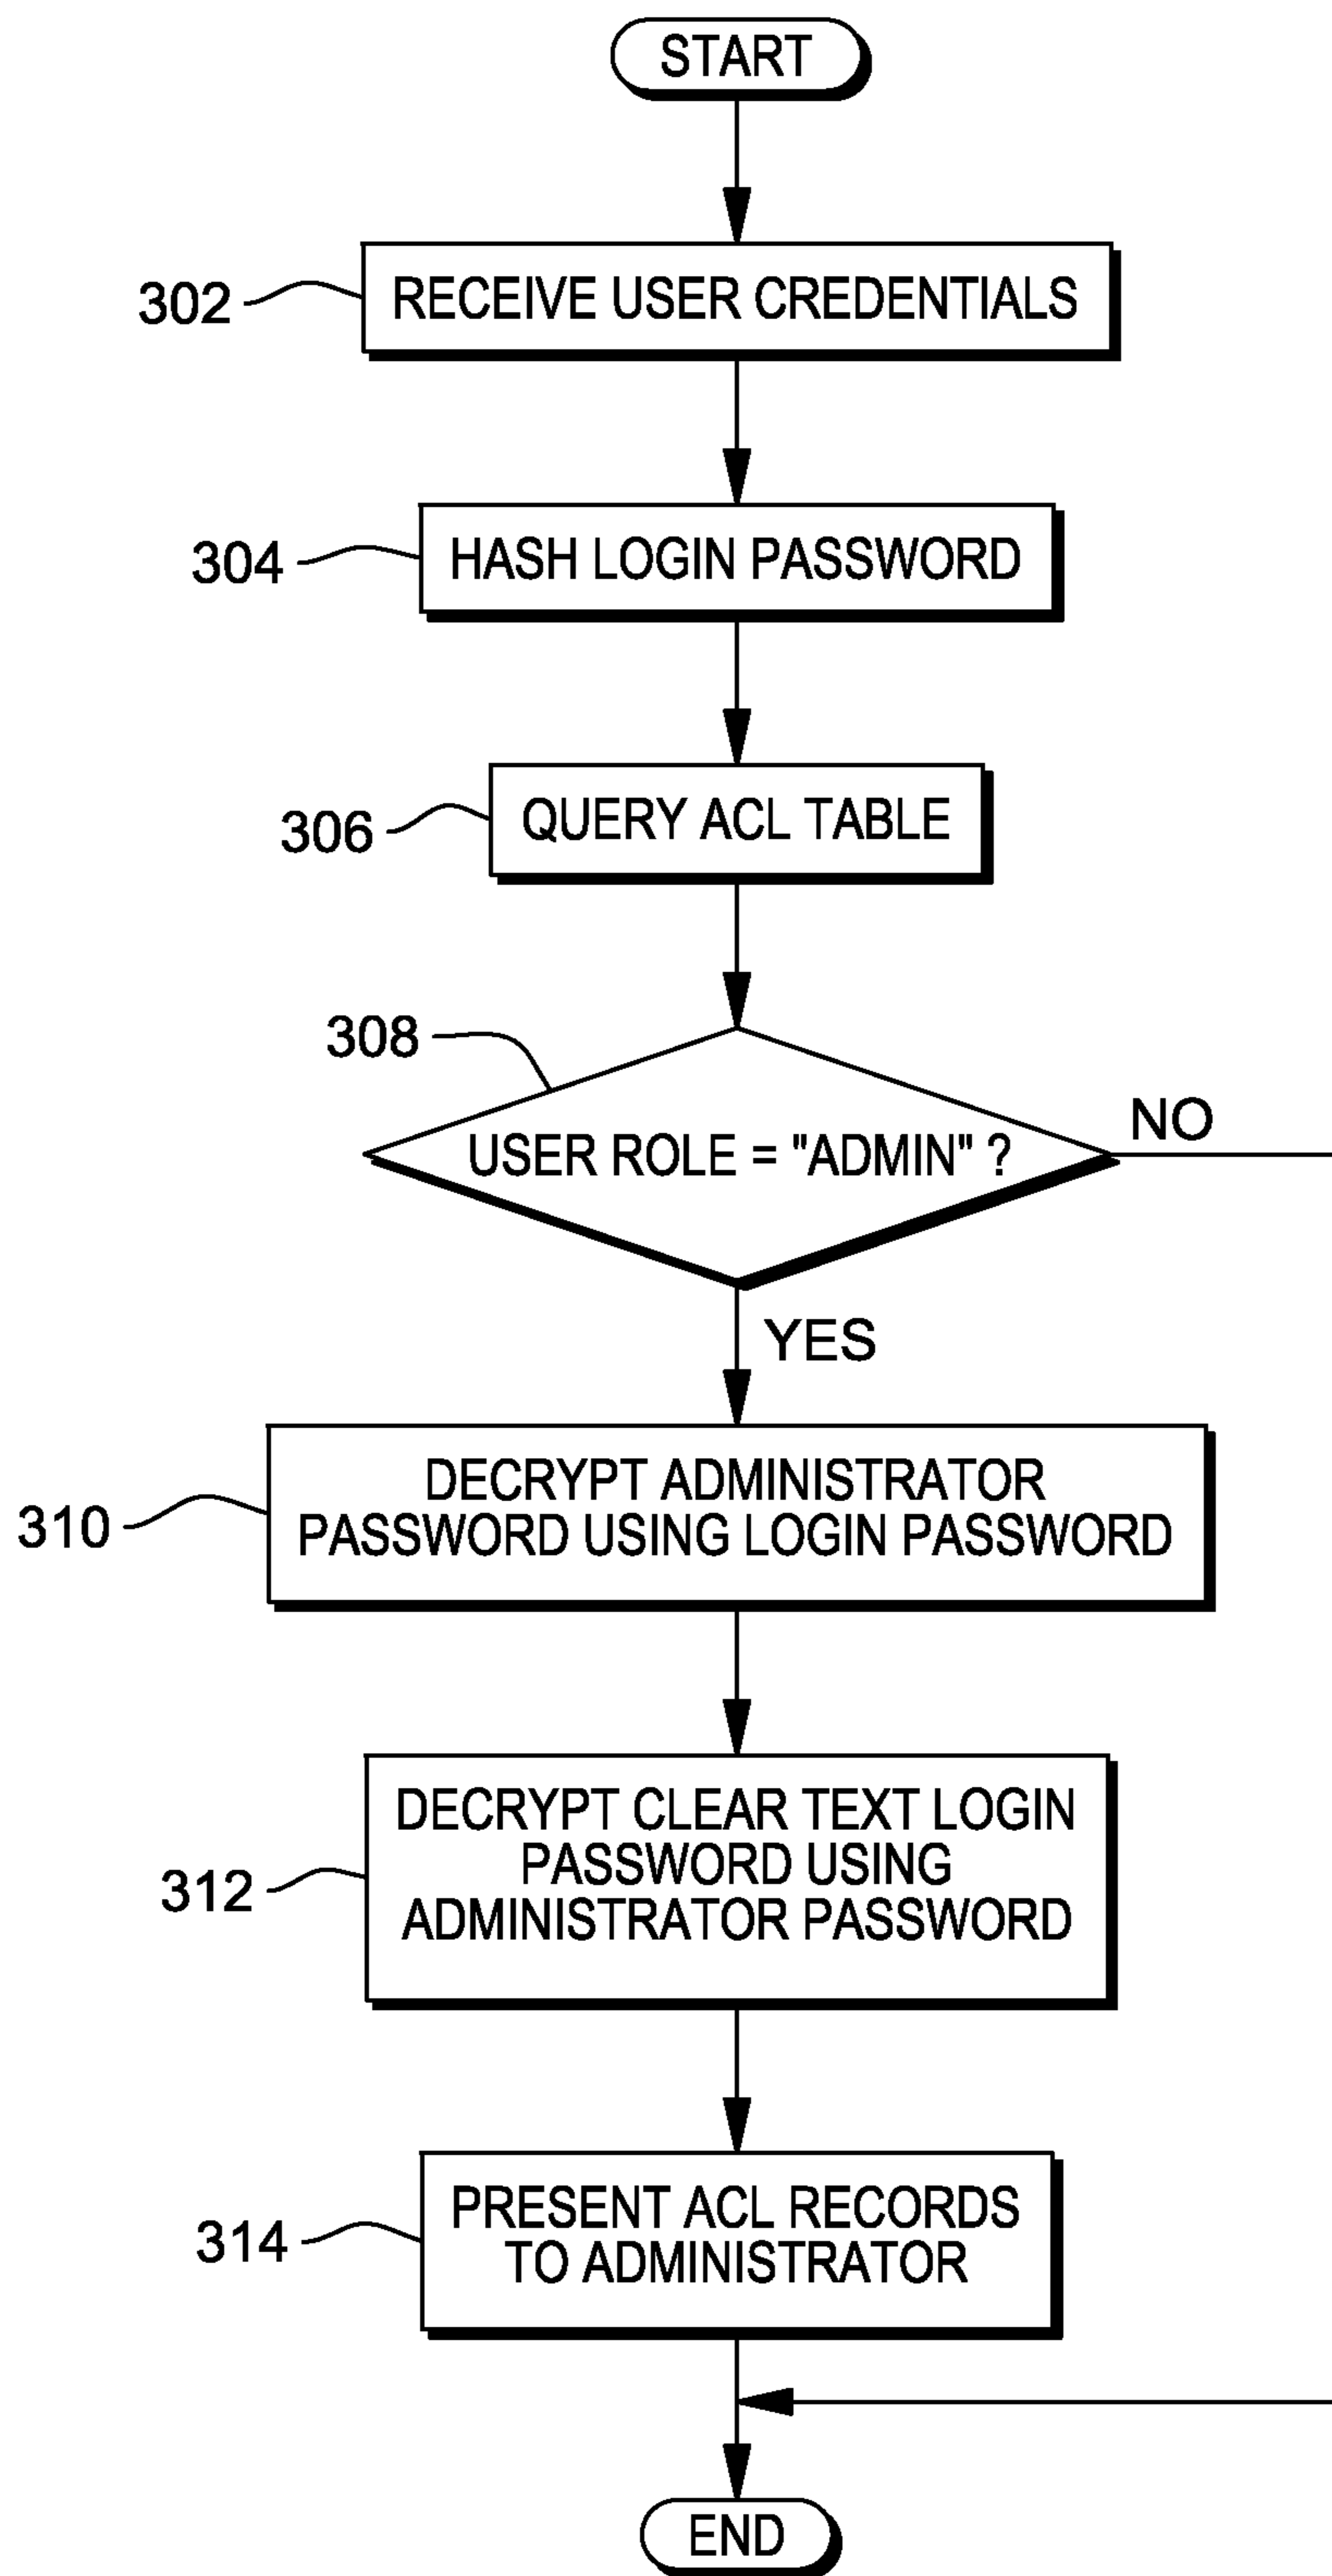 START
302
RECEIVE USER CREDENTIALS
304
HASH LOGIN PASSWORD
306
QUERY ACL TABLE
308
USER ROLE = "ADMIN" ?
NO
YES
310
DECRYPT ADMINISTRATOR
PASSWORD USING LOGIN PASSWORD
312
DECRYPT CLEAR TEXT LOGIN
PASSWORD USING
ADMINISTRATOR PASSWORD
314
PRESENT ACL RECORDS
TO ADMINISTRATOR
END